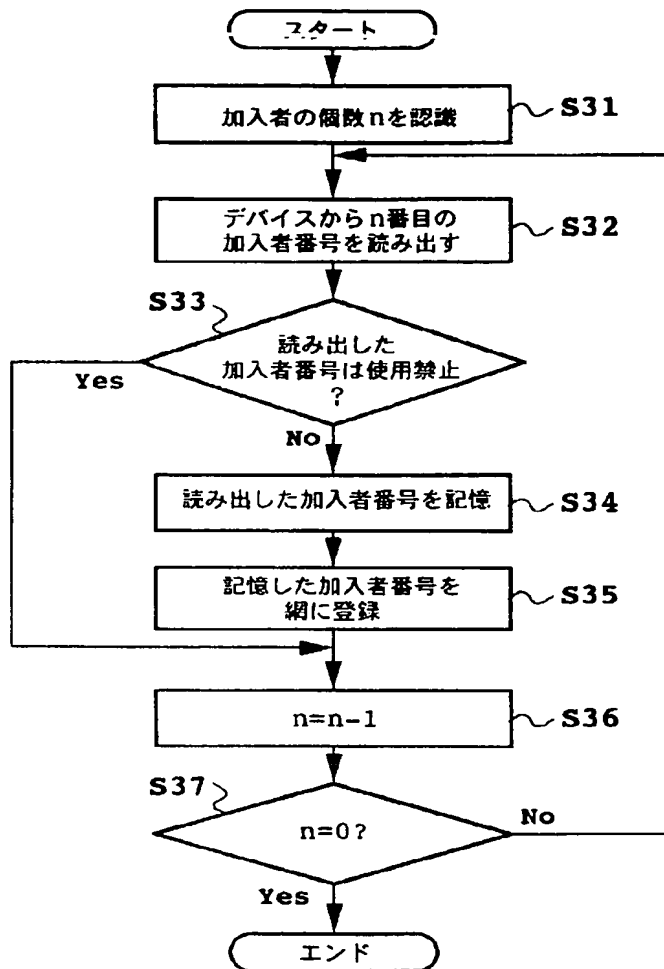 スタート
加入者の個数nを認識
S31
デバイスからn番目の
加入者番号を読み出す
S32
S33
読み出した
加入者番号は使用禁止
?
Yes
No
読み出した加入者番号を記憶
S34
記憶した加入者番号を
網に登録
S35
n=n-1
S36
S37
n=0?
No
Yes
エンド